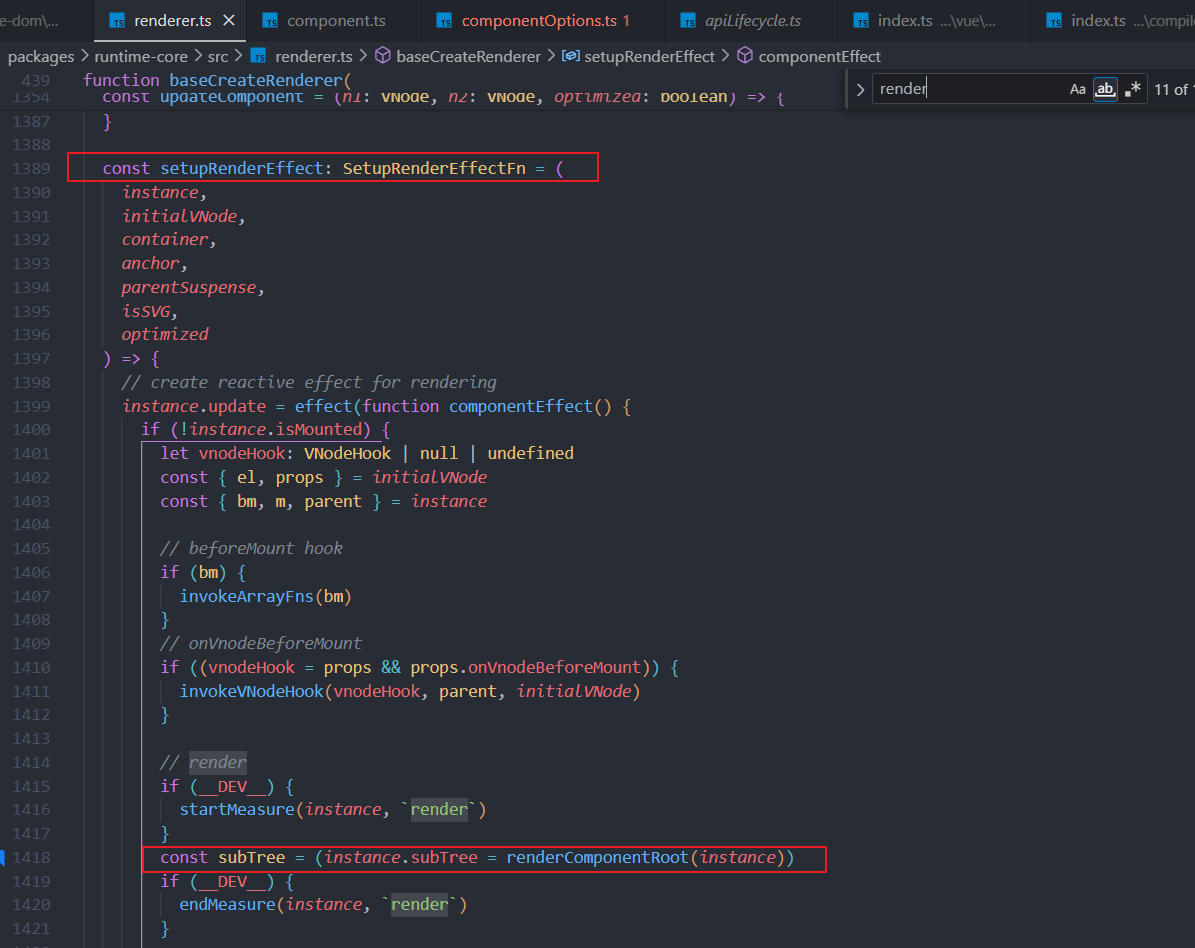 e-dom\... renderer.ts component.ts componentOptions.ts 1 apiLifecycle.ts index.ts ...\vue\... index.ts ...\compil
packages > runtime-core > src > renderer.ts > baseCreateRenderer > setupRenderEffect > componentEffect
render Aa ab .* 11 of
439 function baseCreateRenderer(
1354 const updateComponent = (n1: VNode, n2: VNode, optimized: boolean) => {
1387 }
1388
1389 const setupRenderEffect: SetupRenderEffectFn = (
1390 instance,
1391 initialVNode,
1392 container,
1393 anchor,
1394 parentSuspense,
1395 isSVG,
1396 optimized
1397 ) => {
1398 // create reactive effect for rendering
1399 instance.update = effect(function componentEffect() {
1400 if (!instance.isMounted) {
1401 let vnodeHook: VNodeHook | null | undefined
1402 const { el, props } = initialVNode
1403 const { bm, m, parent } = instance
1404
1405 // beforeMount hook
1406 if (bm) {
1407 invokeArrayFns(bm)
1408 }
1409 // onVnodeBeforeMount
1410 if ((vnodeHook = props && props.onVnodeBeforeMount)) {
1411 invokeVNodeHook(vnodeHook, parent, initialVNode)
1412 }
1413
1414 // render
1415 if (__DEV__) {
1416 startMeasure(instance, `render`)
1417 }
1418 const subTree = (instance.subTree = renderComponentRoot(instance))
1419 if (__DEV__) {
1420 endMeasure(instance, `render`)
1421 }